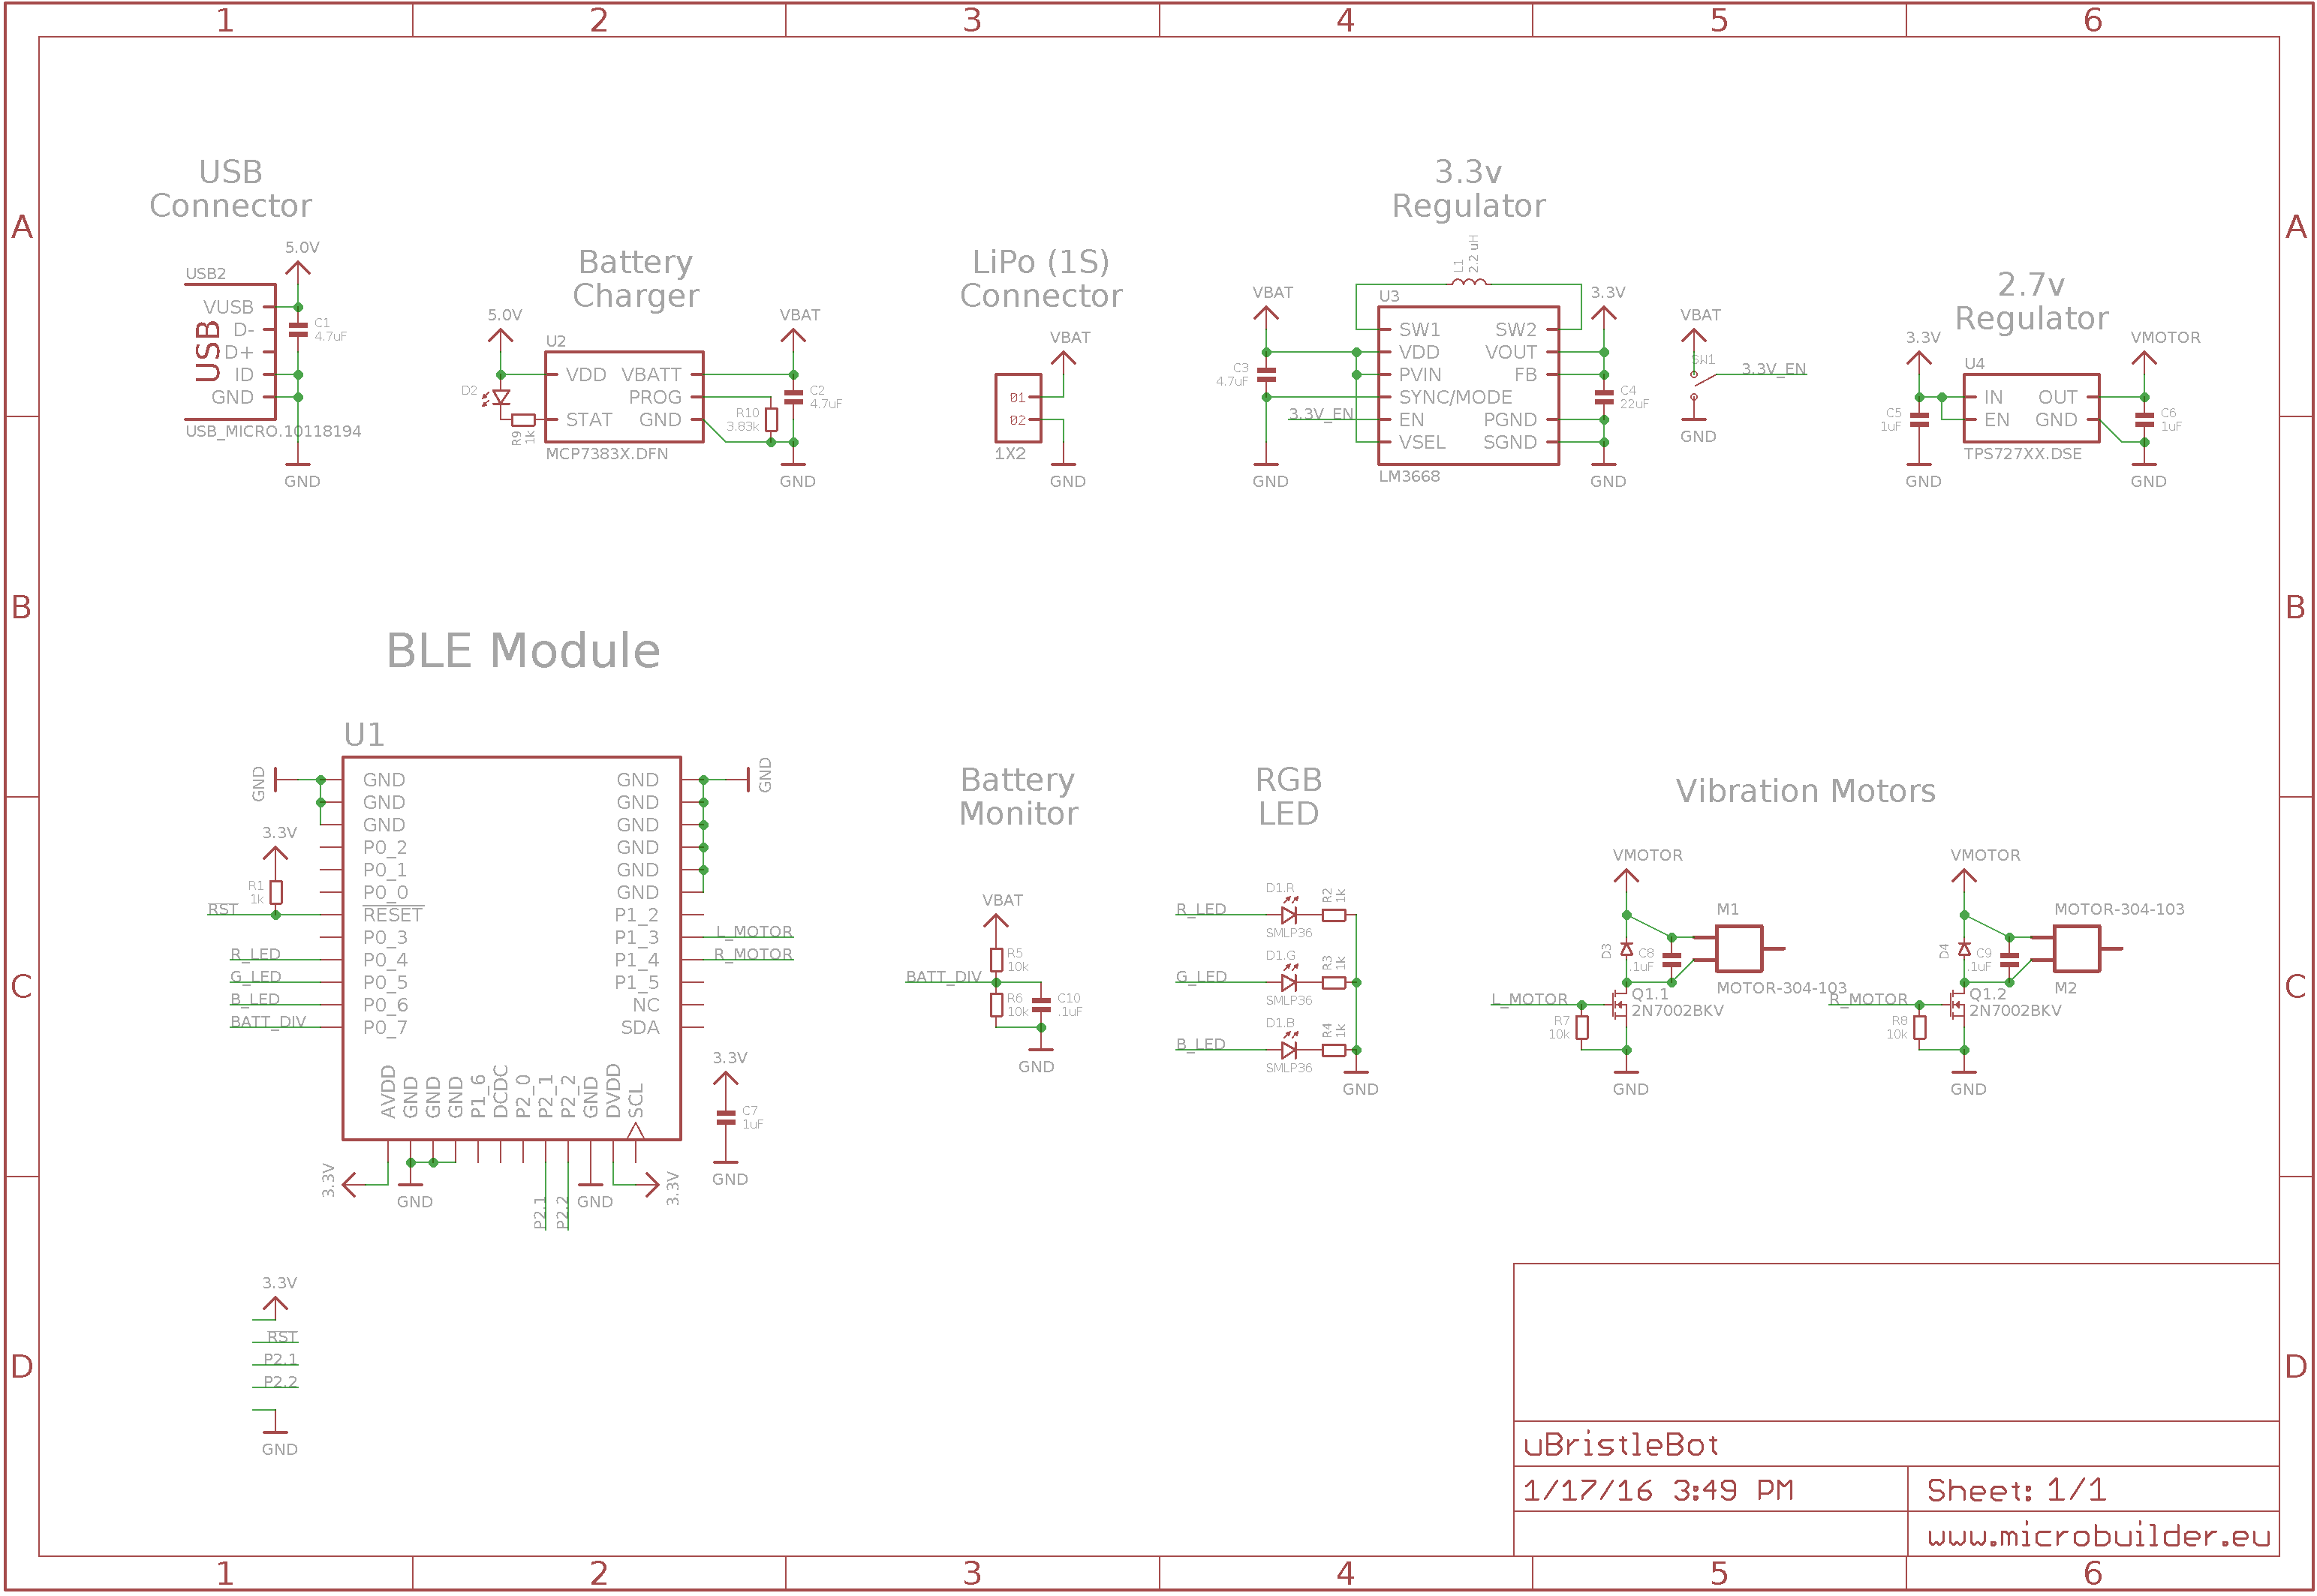 1 2 3 4 5 6
A
A
B
B
C
C
D
D
USB
Connector
5.0V
USB2
VUSB
D-
D+
ID
GND
USB
C1
4.7uF
USB_MICRO.10118194
GND
Battery
Charger
5.0V
D2
R9
1k
U2
VDD
STAT
VBATT
PROG
GND
MCP7383X.DFN
R10
3.83k
VBAT
C2
4.7uF
GND
LiPo (1S)
Connector
VBAT
01
02
1X2
GND
3.3v
Regulator
L1
2.2 uH
VBAT
C3
4.7uF
3.3V_EN
GND
U3
SW1
VDD
PVIN
SYNC/MODE
EN
VSEL
SW2
VOUT
FB
PGND
SGND
LM3668
3.3V
C4
22uF
GND
VBAT
SW1
3.3V_EN
GND
2.7v
Regulator
3.3V
C5
1uF
GND
U4
IN
EN
OUT
GND
TPS727XX.DSE
VMOTOR
C6
1uF
GND
BLE Module
U1
GND
3.3V
R1
1k
RST
R_LED
G_LED
B_LED
BATT_DIV
GND
GND
GND
P0_2
P0_1
P0_0
RESET
P0_3
P0_4
P0_5
P0_6
P0_7
GND
GND
GND
GND
GND
GND
P1_2
P1_3
P1_4
P1_5
NC
SDA
GND
L_MOTOR
R_MOTOR
AVDD
GND
GND
GND
P1_6
DCDC
P2_0
P2_1
P2_2
GND
DVDD
SCL
3.3V
GND
P2.1
P2.2
GND
3.3V
3.3V
C7
1uF
GND
Battery
Monitor
VBAT
R5
10k
BATT_DIV
R6
10k
C10
.1uF
GND
RGB
LED
R_LED
D1.R
SMLP36
R2
1k
G_LED
D1.G
SMLP36
R3
1k
B_LED
D1.B
SMLP36
R4
1k
GND
Vibration Motors
VMOTOR
M1
D3
C8
.1uF
MOTOR-304-103
L_MOTOR
Q1.1
2N7002BKV
R7
10k
GND
VMOTOR
MOTOR-304-103
D4
C9
.1uF
M2
R_MOTOR
Q1.2
2N7002BKV
R8
10k
GND
3.3V
RST
P2.1
P2.2
GND
uBristleBot
1/17/16 3:49 PM
Sheet: 1/1
www.microbuilder.eu
1 2 3 4 5 6